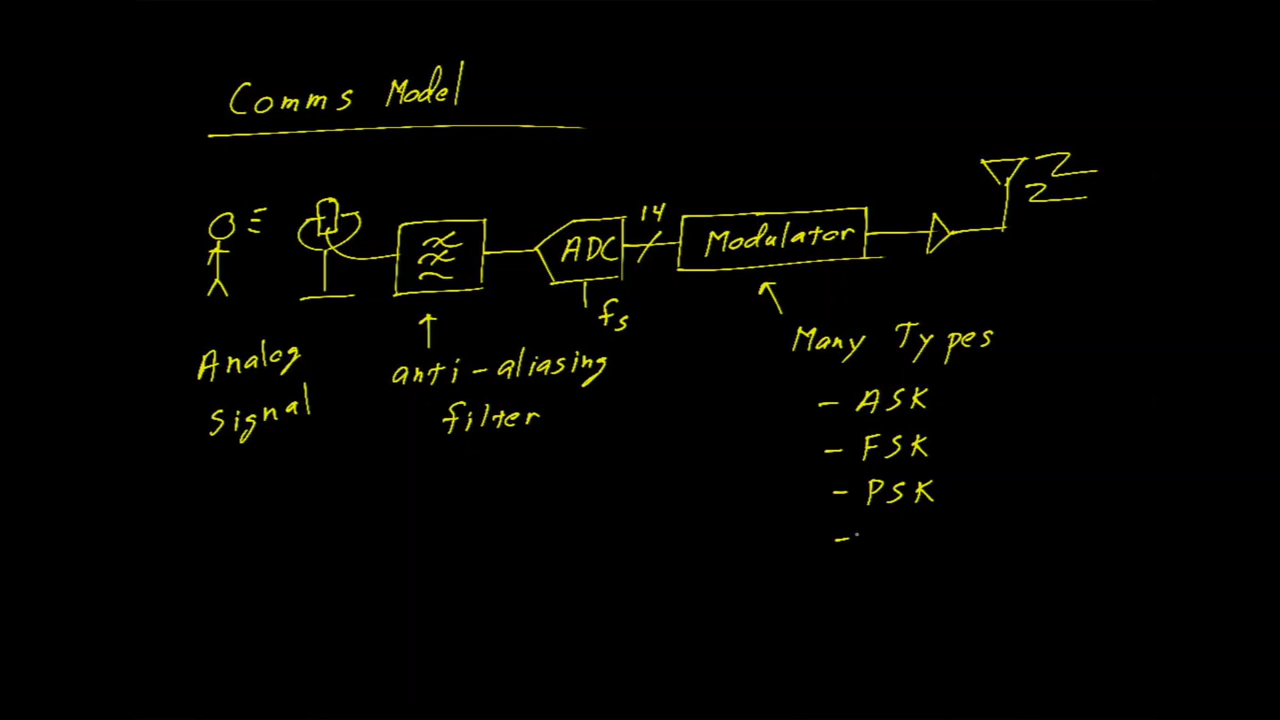 Comms Model
14
ADC
Modulator
fs
Analog
signal
anti-aliasing
filter
Many Types
- ASK
- FSK
- PSK
-